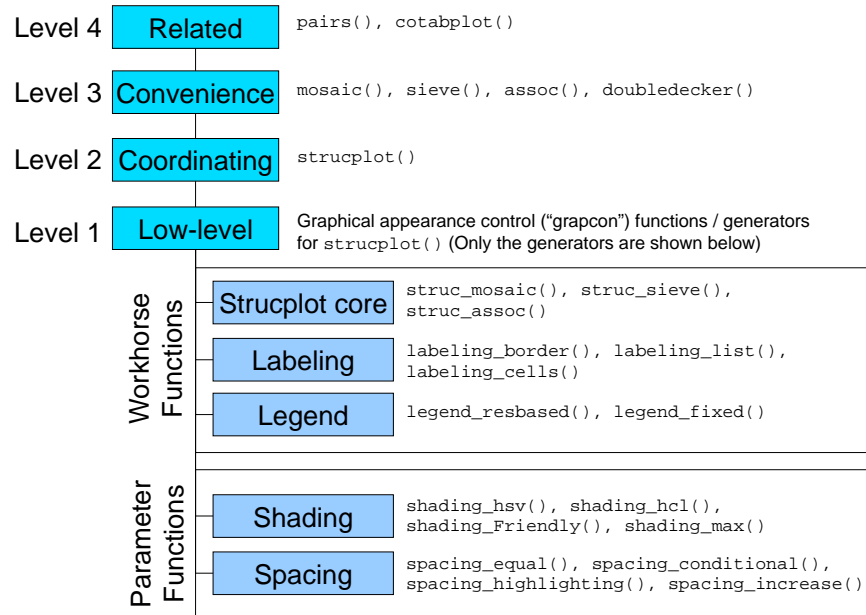 Level 4 Related pairs(), cotabplot()
Level 3 Convenience mosaic(), sieve(), assoc(), doubledecker()
Level 2 Coordinating strucplot()
Level 1 Low-level Graphical appearance control (“grapcon”) functions / generators
for strucplot() (Only the generators are shown below)
Workhorse
Functions
Strucplot core struc_mosaic(), struc_sieve(),
struc_assoc()
Labeling labeling_border(), labeling_list(),
labeling_cells()
Legend legend_resbased(), legend_fixed()
Parameter
Functions
Shading shading_hsv(), shading_hcl(),
shading_Friendly(), shading_max()
Spacing spacing_equal(), spacing_conditional(),
spacing_highlighting(), spacing_increase()